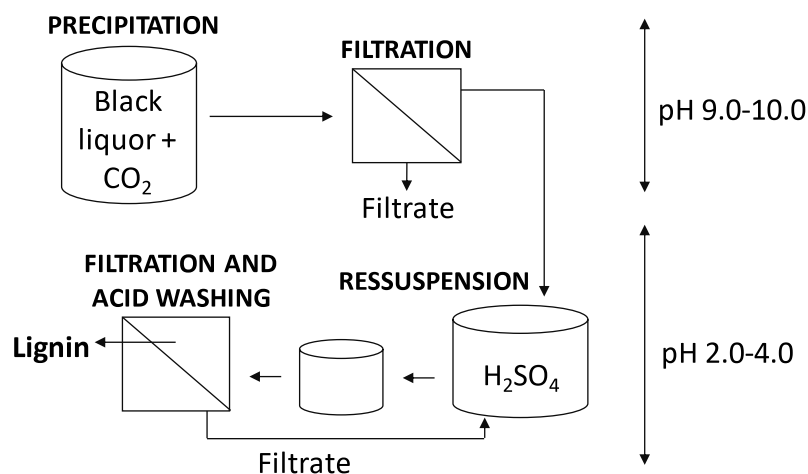 PRECIPITATION
FILTRATION
Black
liquor +
CO₂
pH 9.0-10.0
Filtrate
FILTRATION AND
ACID WASHING
RESSUSPENSION
Lignin
H₂SO₄
pH 2.0-4.0
Filtrate